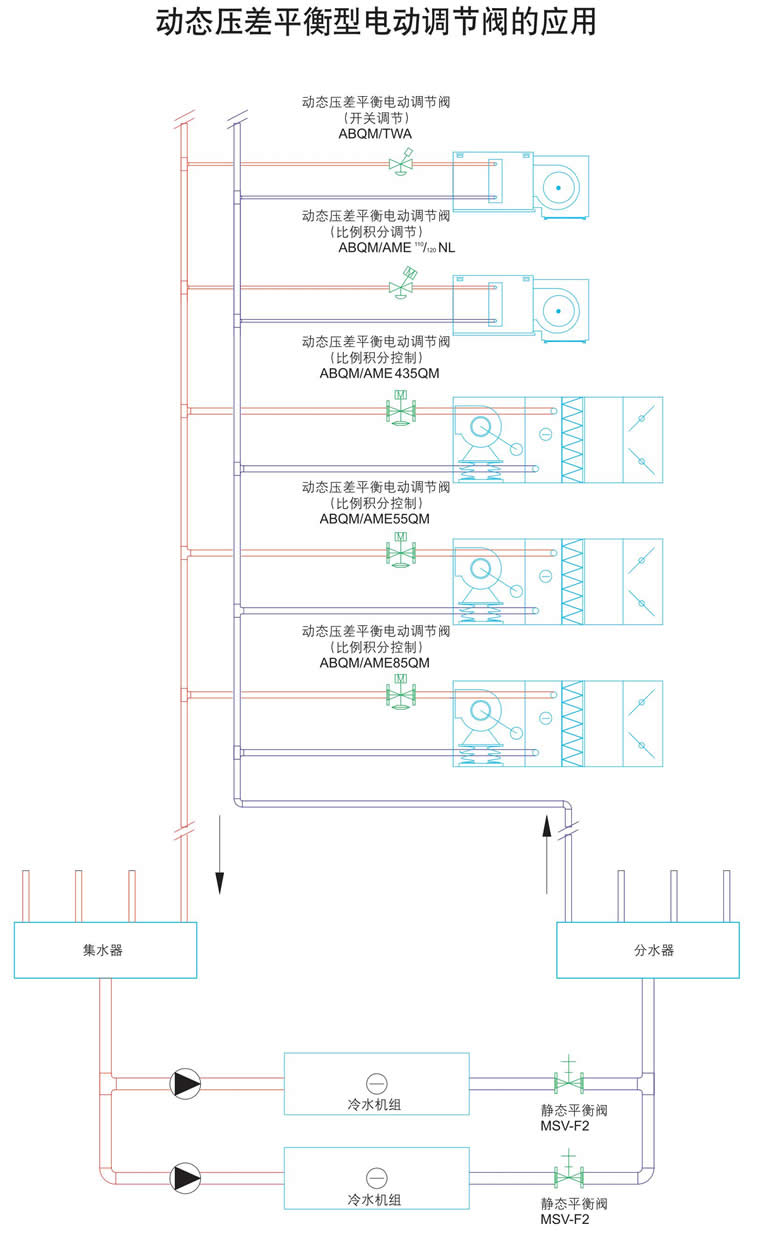 动态压差平衡型电动调节阀的应用
动态压差平衡电动调节阀
(开关调节)
ABQM/TWA
动态压差平衡电动调节阀
(比例积分调节)
ABQM/AME 110/120 NL
M
动态压差平衡电动调节阀
(比例积分控制)
ABQM/AME 435QM
M
动态压差平衡电动调节阀
(比例积分控制)
ABQM/AME55QM
M
动态压差平衡电动调节阀
(比例积分控制)
ABQM/AME85QM
M
集水器
分水器
冷水机组
静态平衡阀
MSV-F2
冷水机组
静态平衡阀
MSV-F2